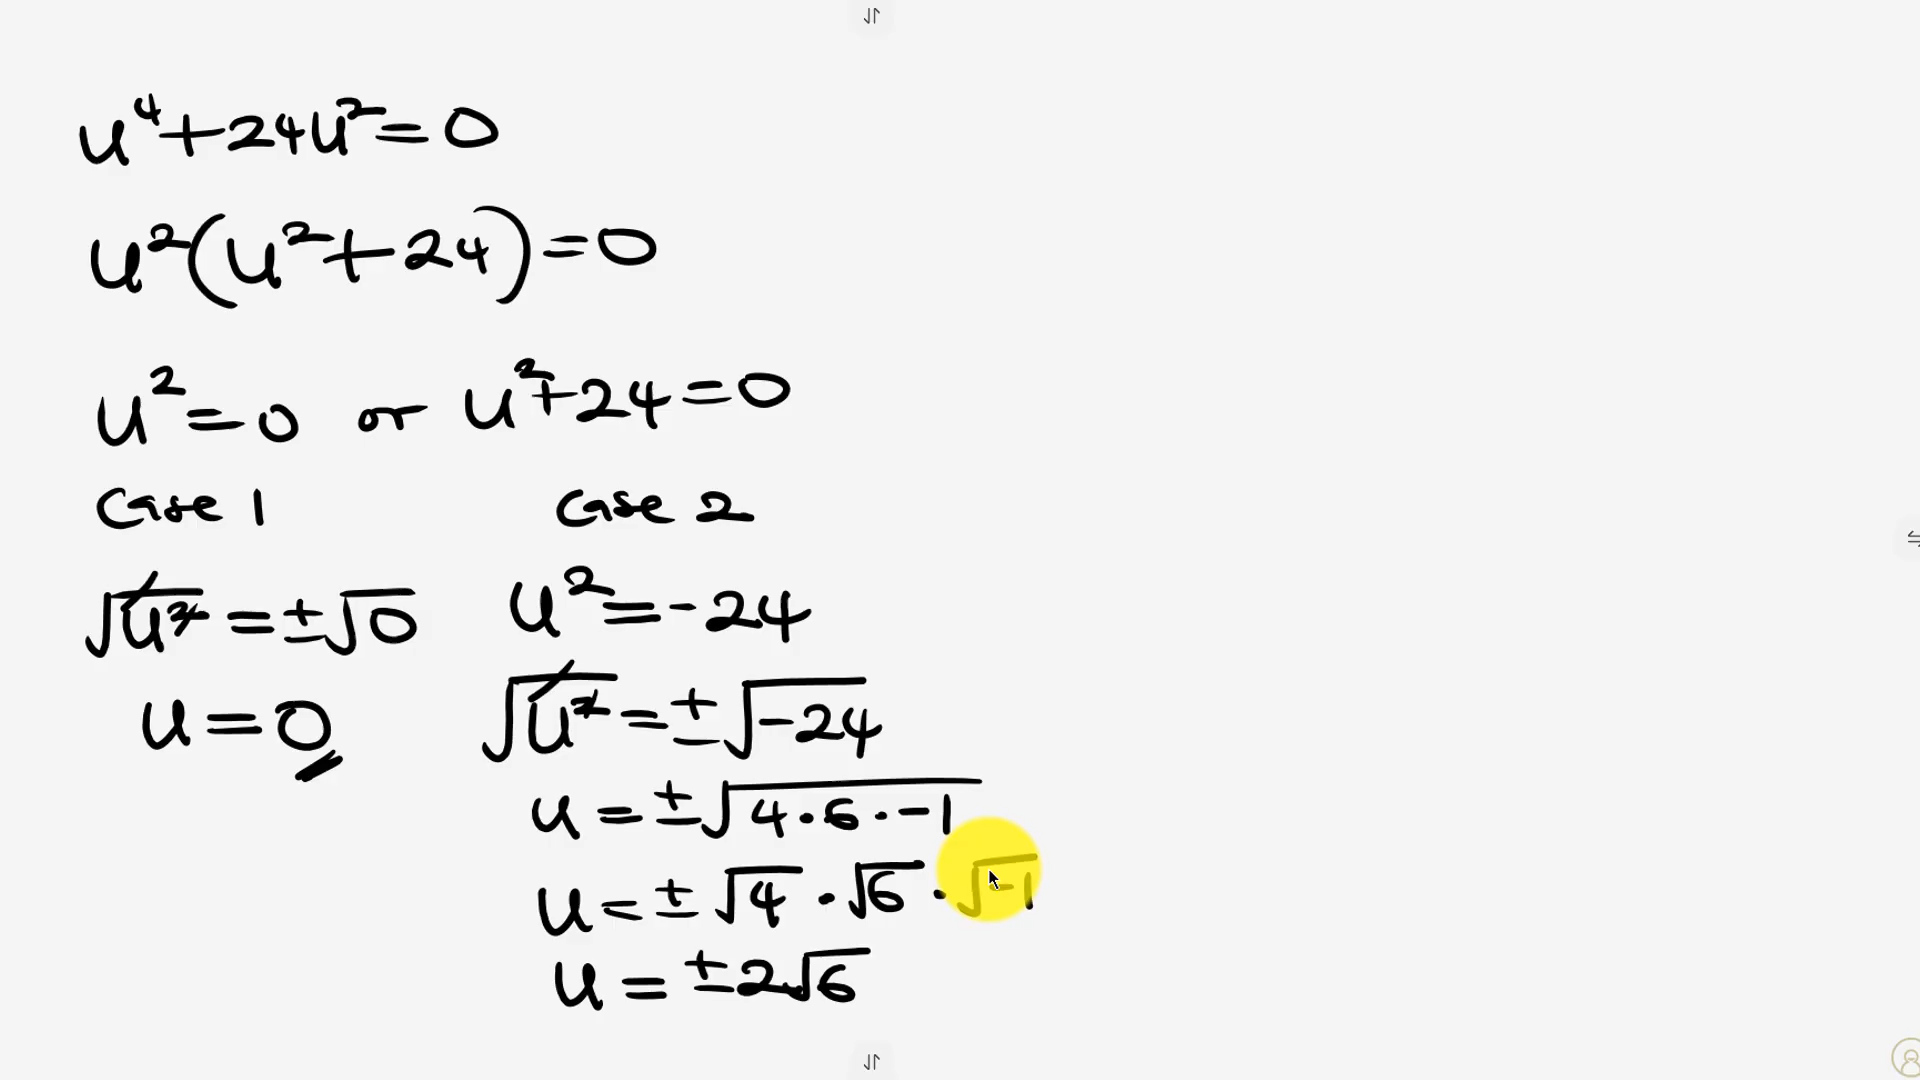 u⁴+24u²=0
u²(u²+24)=0
u²=0 or u²+24=0
Case 1 Case 2
√u²=±√0 u²=-24
u=0 √u²=±√-24
u=±√4·6·-1
u=±√4·√6·√-1
u=±2√6